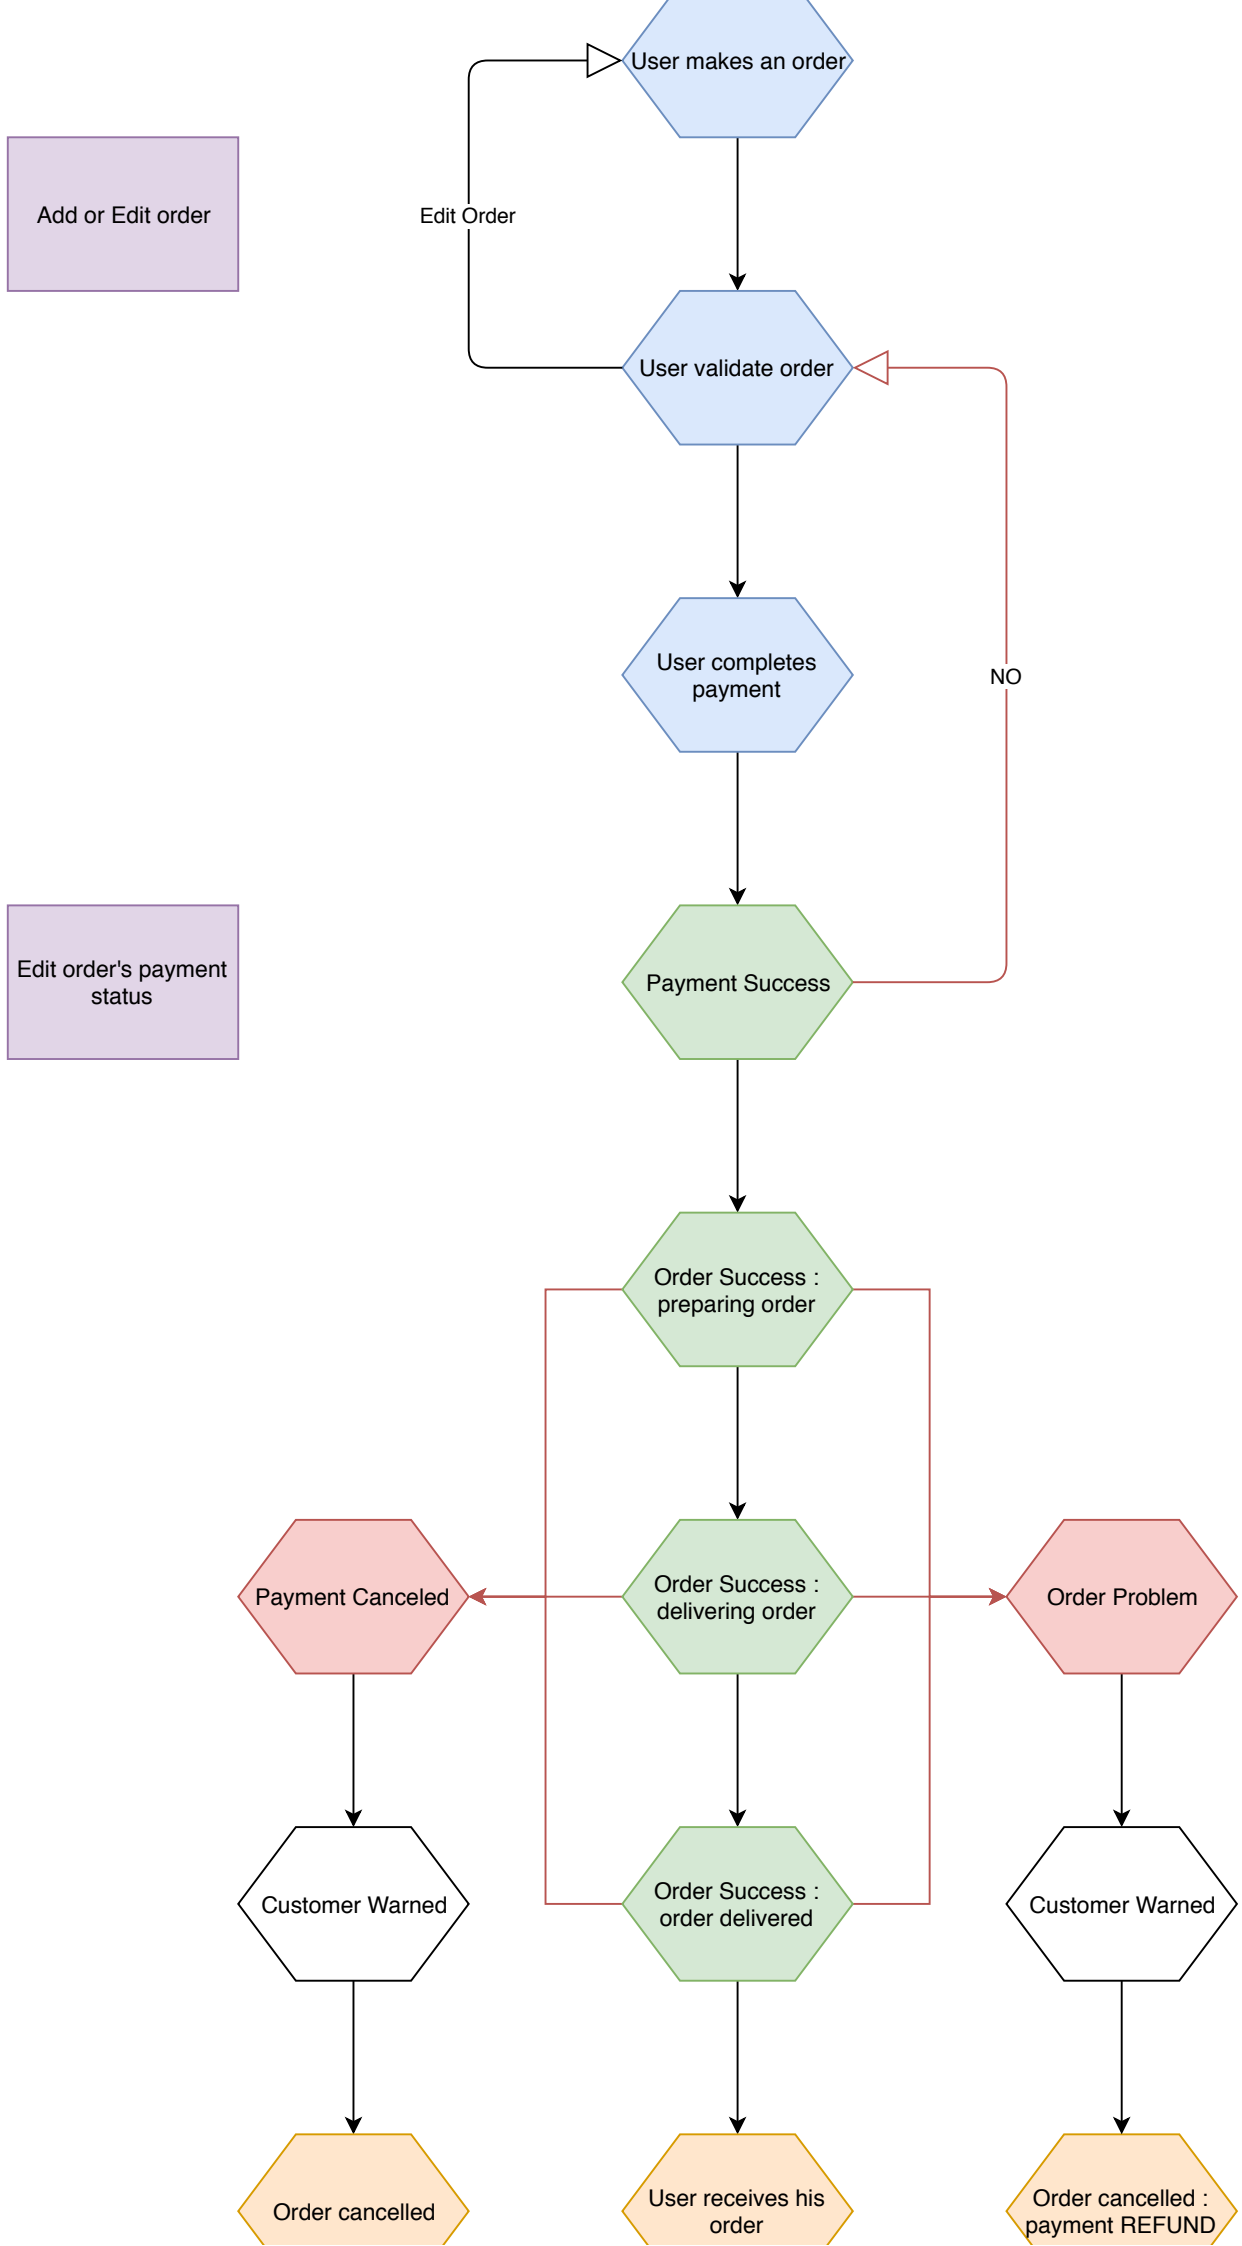 User makes an order
Add or Edit order
Edit Order
User validate order
User completes
payment
NO
Edit order's payment
status
Payment Success
Order Success :
preparing order
Payment Canceled
Order Success :
delivering order
Order Problem
Customer Warned
Order Success :
order delivered
Customer Warned
Order cancelled
User receives his
order
Order cancelled :
payment REFUND